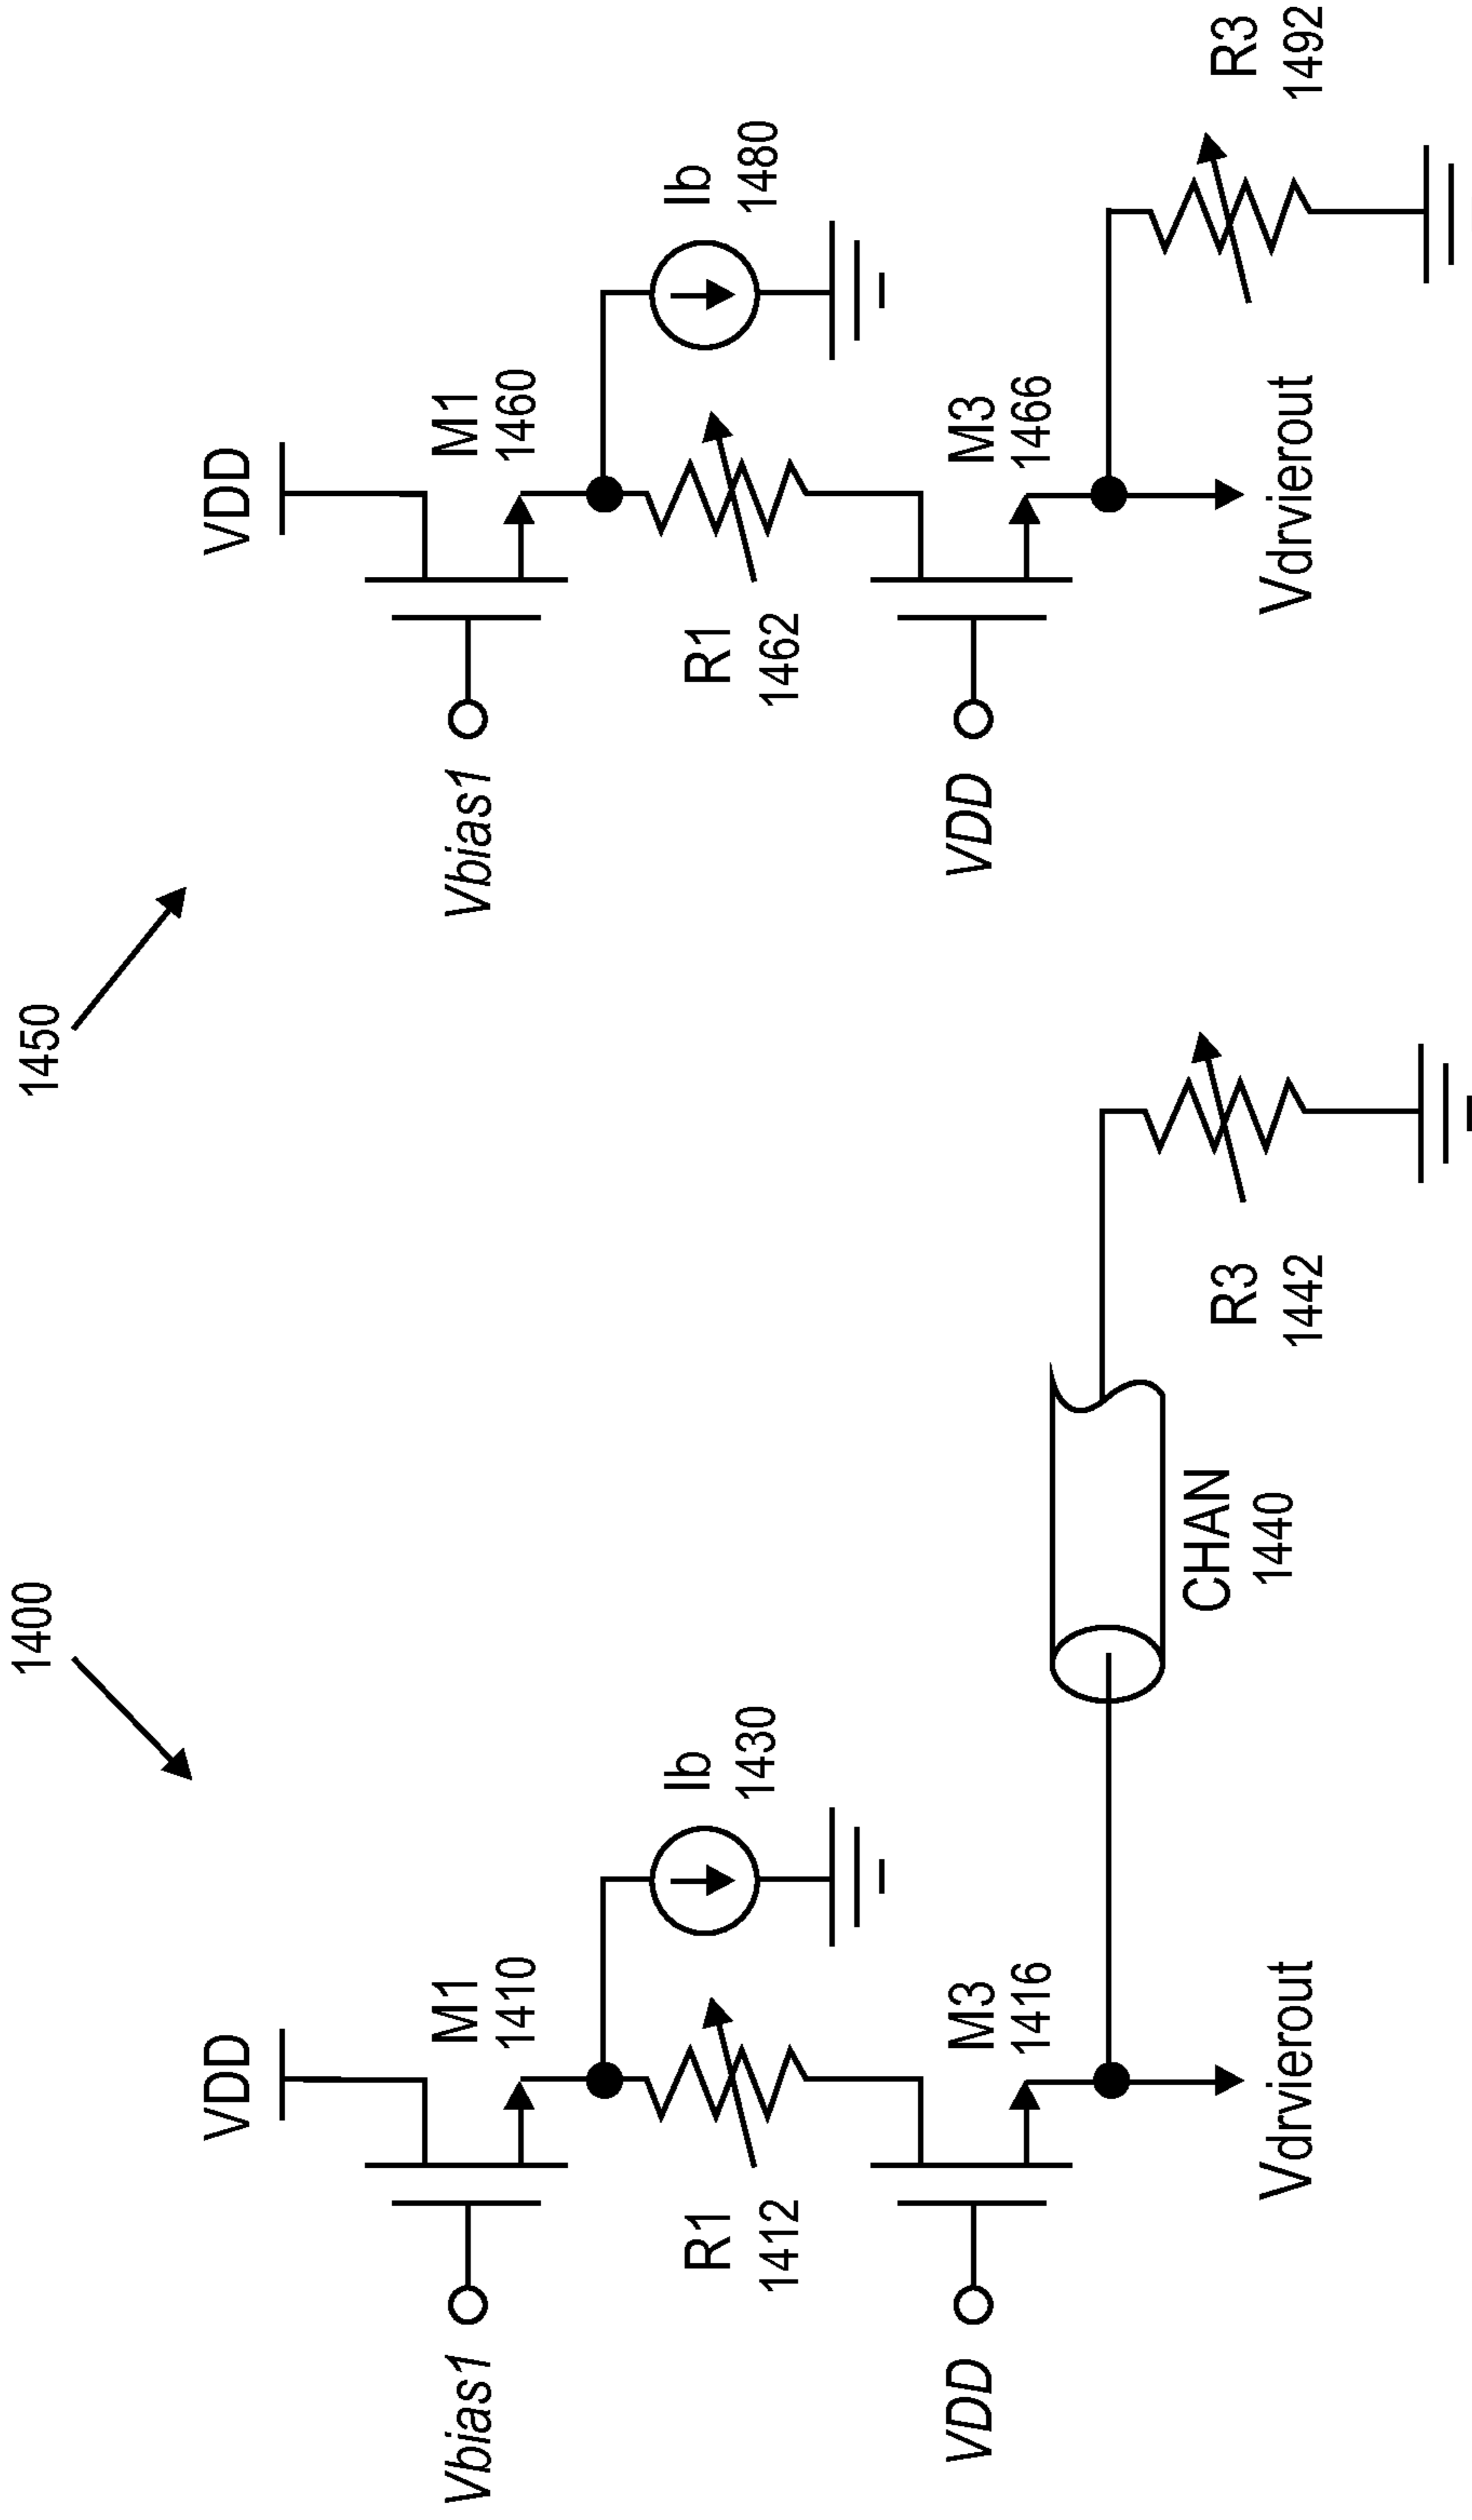 1400
VDD
M1
1410
Vbias1
Ib
1430
R1
1412
M3
1416
VDD
CHAN
1440
R3
1442
Vdrvierout
1450
VDD
M1
1460
Vbias1
Ib
1480
R1
1462
M3
1466
VDD
R3
1492
Vdrvierout